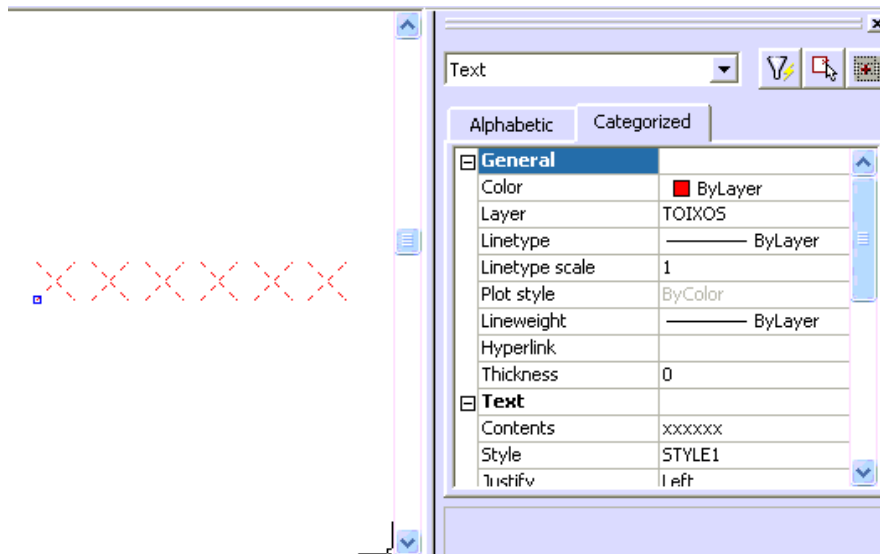 Text
Alphabetic Categorized
General
Color ByLayer
Layer TOIXOS
Linetype ByLayer
Linetype scale 1
Plot style ByColor
Lineweight ByLayer
Hyperlink
Thickness 0
Text
Contents xxxxxx
Style STYLE1
Justify Left
XXXXXX